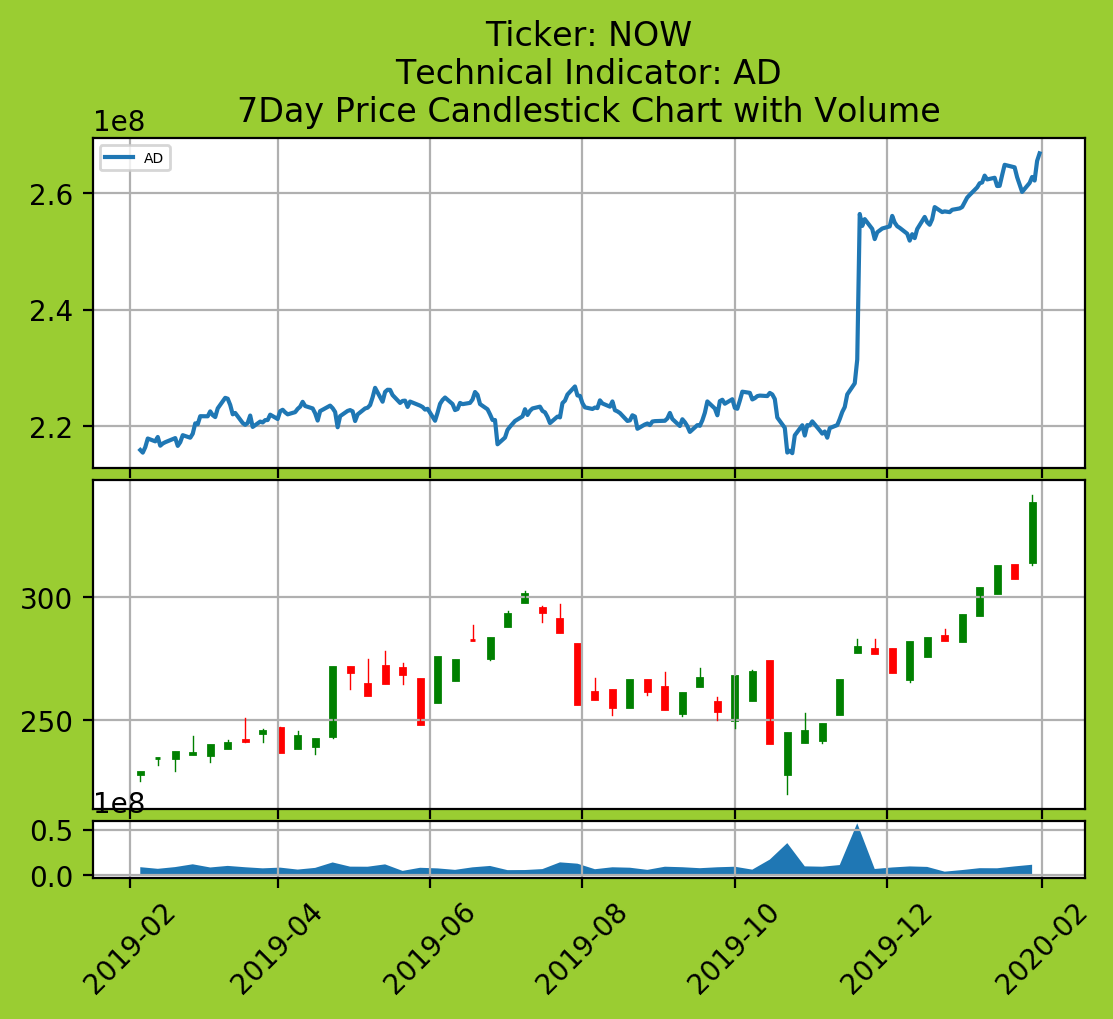 Ticker: NOW
Technical Indicator: AD
7Day Price Candlestick Chart with Volume
1e8
AD
2.6
2.4
2.2
300
250
1e8
0.5
0.0
2019-02
2019-04
2019-06
2019-08
2019-10
2019-12
2020-02